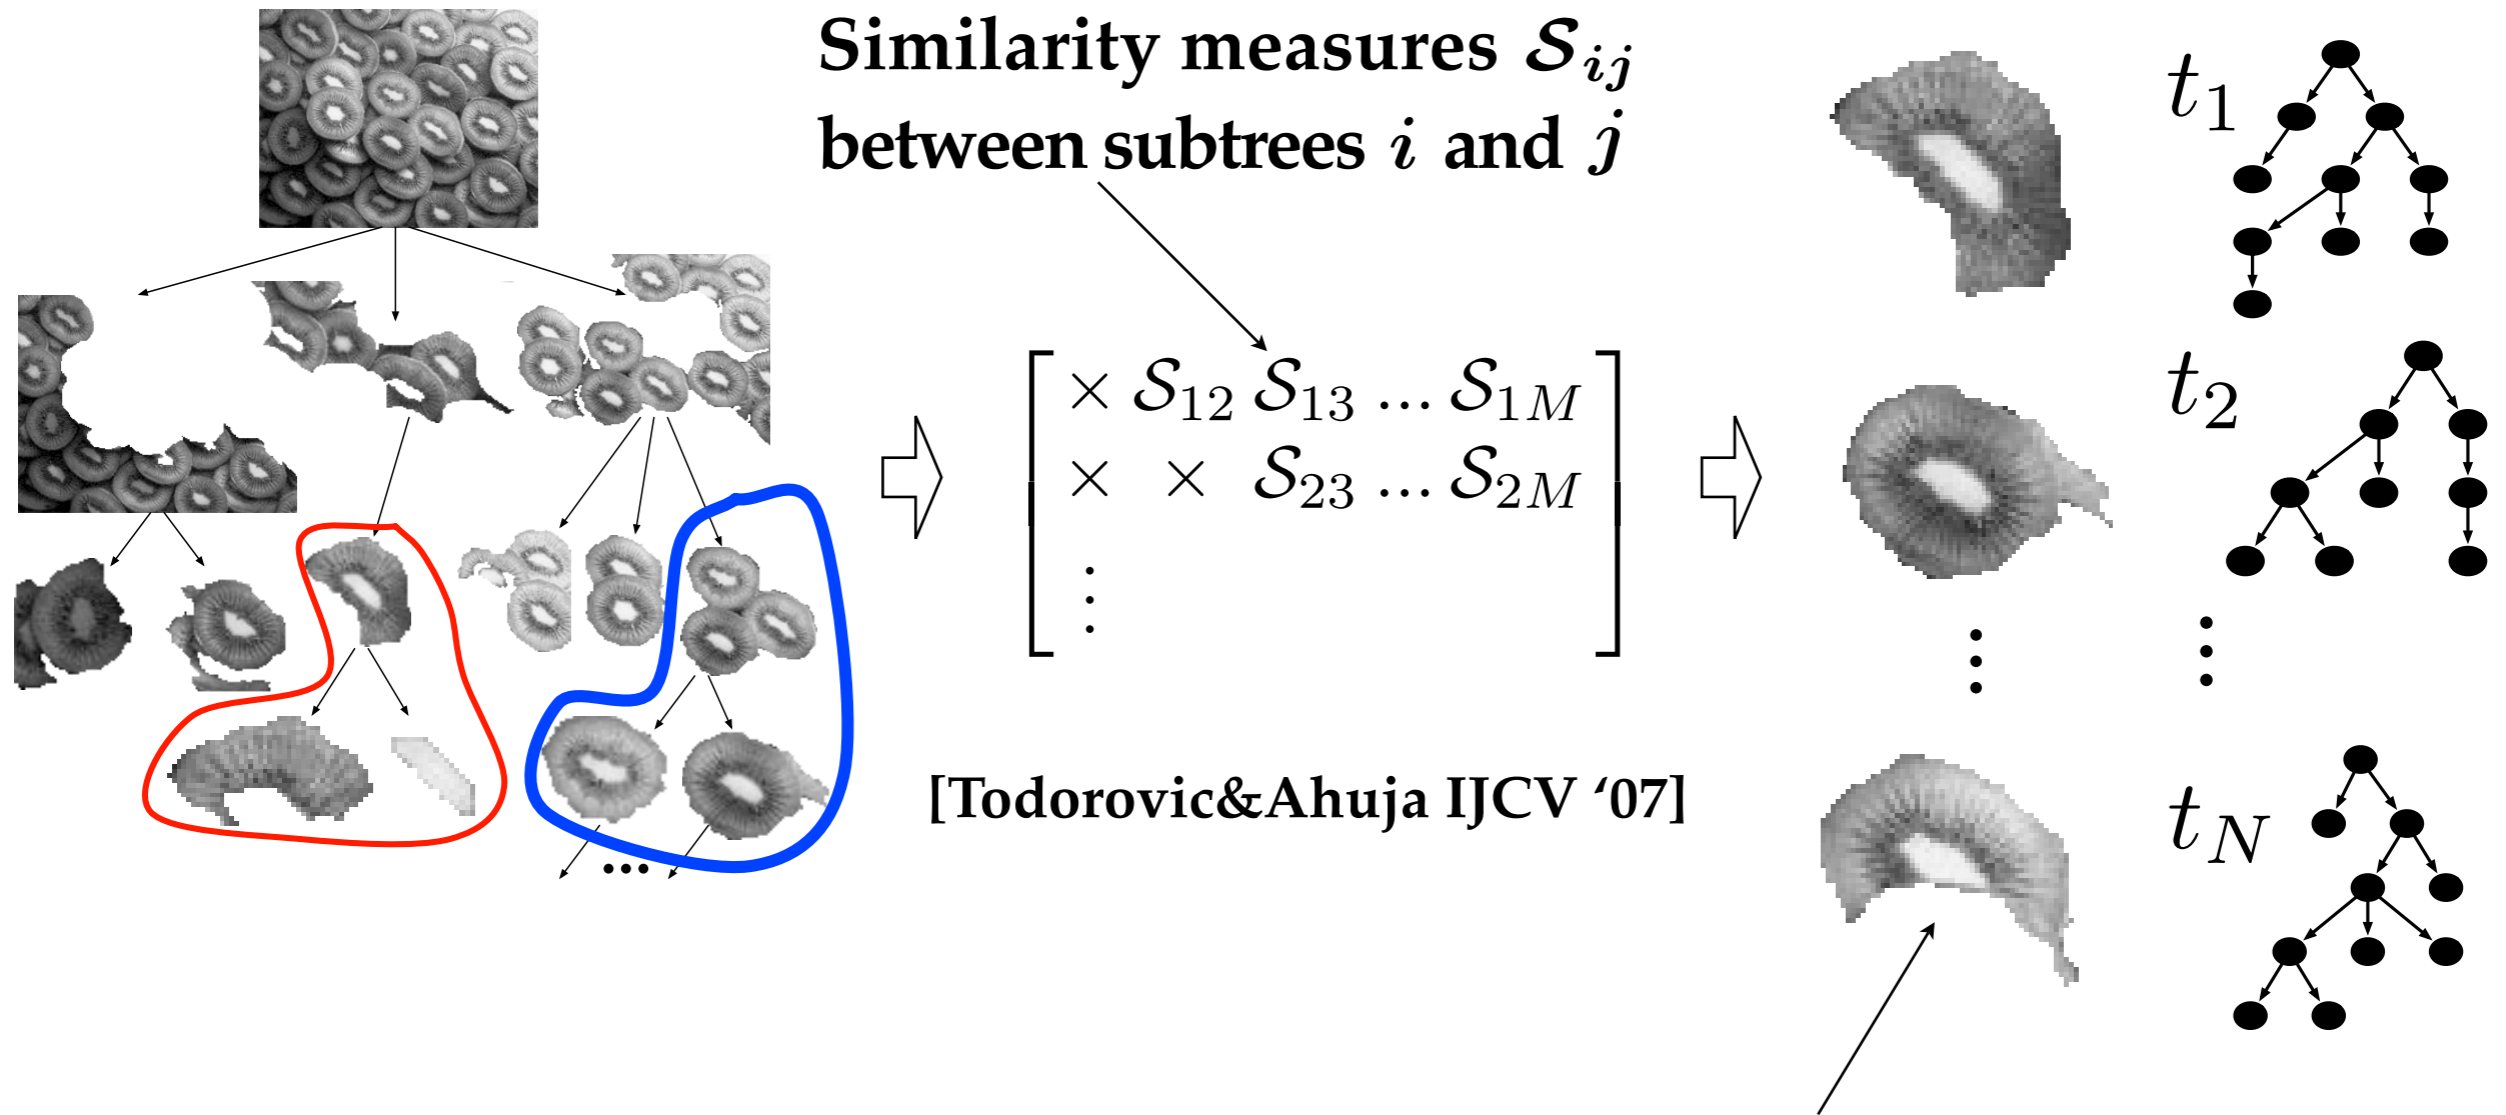 Similarity measures 𝒮ij
between subtrees i and j
× 𝒮12 𝒮13 ... 𝒮1M
× × 𝒮23 ... 𝒮2M
⋮
[Todorovic&Ahuja IJCV ‘07]
...
t1
t2
⋮ ⋮
tN